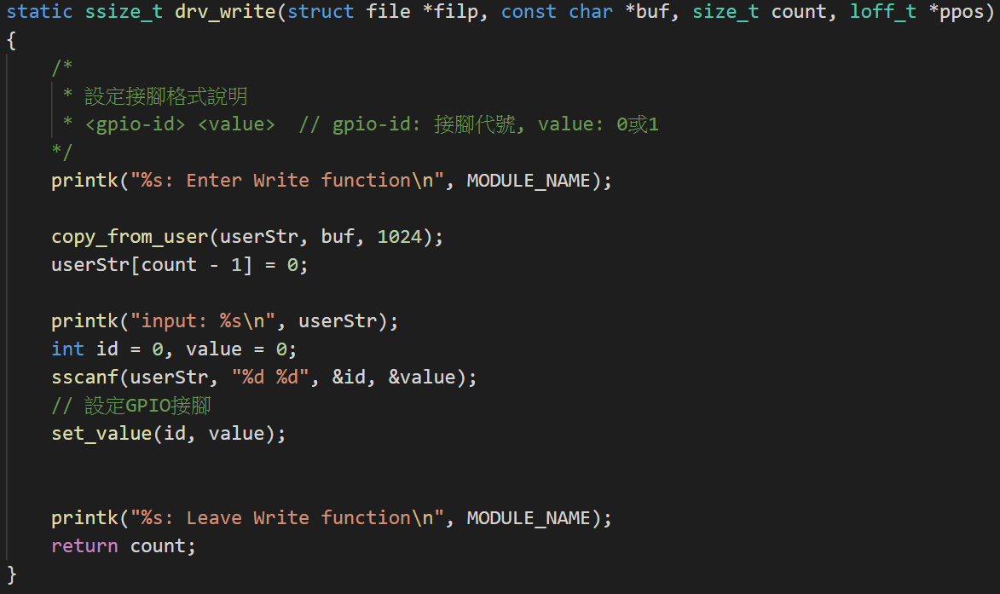 static ssize_t drv_write(struct file *filp, const char *buf, size_t count, loff_t *ppos)
{
    /*
     * 設定接腳格式說明
     * <gpio-id> <value>  // gpio-id: 接腳代號, value: 0或1
    */
    printk("%s: Enter Write function\n", MODULE_NAME);

    copy_from_user(userStr, buf, 1024);
    userStr[count - 1] = 0;

    printk("input: %s\n", userStr);
    int id = 0, value = 0;
    sscanf(userStr, "%d %d", &id, &value);
    // 設定GPIO接腳
    set_value(id, value);


    printk("%s: Leave Write function\n", MODULE_NAME);
    return count;
}